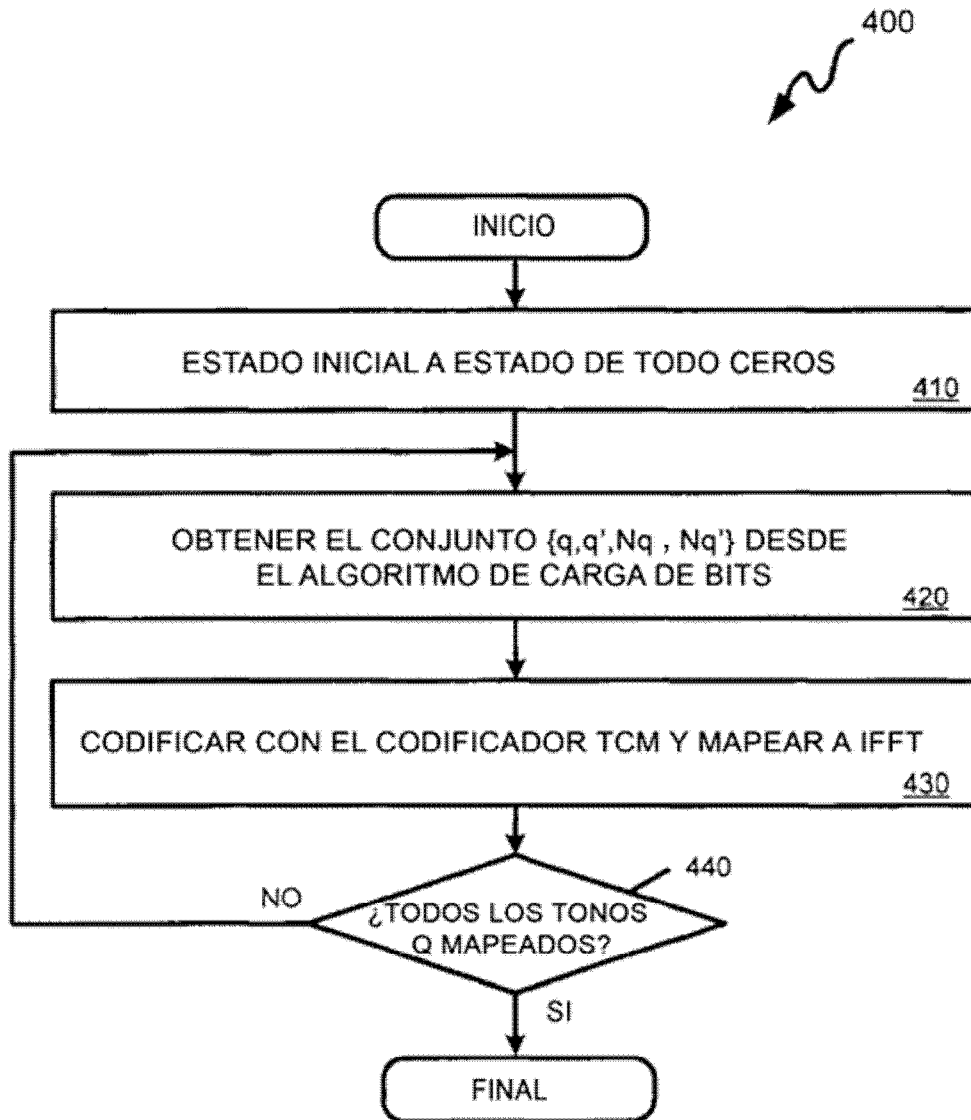 400
INICIO
ESTADO INICIAL A ESTADO DE TODO CEROS
410
OBTENER EL CONJUNTO {q,q',Nq , Nq'} DESDE
EL ALGORITMO DE CARGA DE BITS
420
CODIFICAR CON EL CODIFICADOR TCM Y MAPEAR A IFFT
430
440
NO
¿TODOS LOS TONOS
Q MAPEADOS?
SI
FINAL